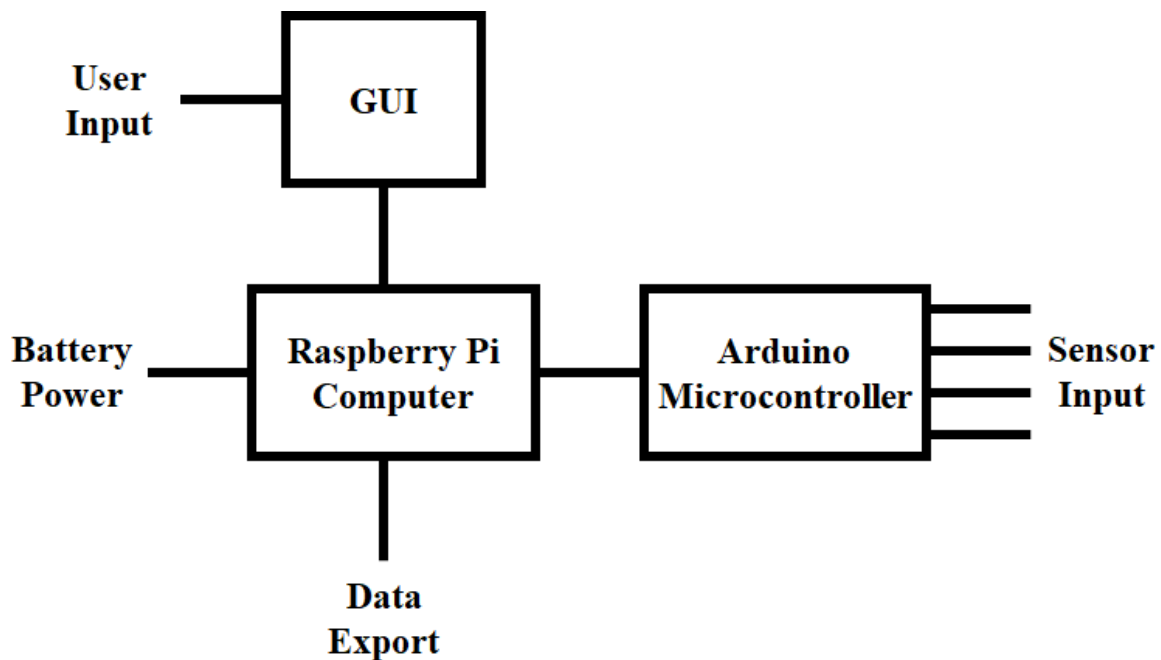 User
Input
GUI
Battery
Power
Raspberry Pi
Computer
Arduino
Microcontroller
Sensor
Input
Data
Export